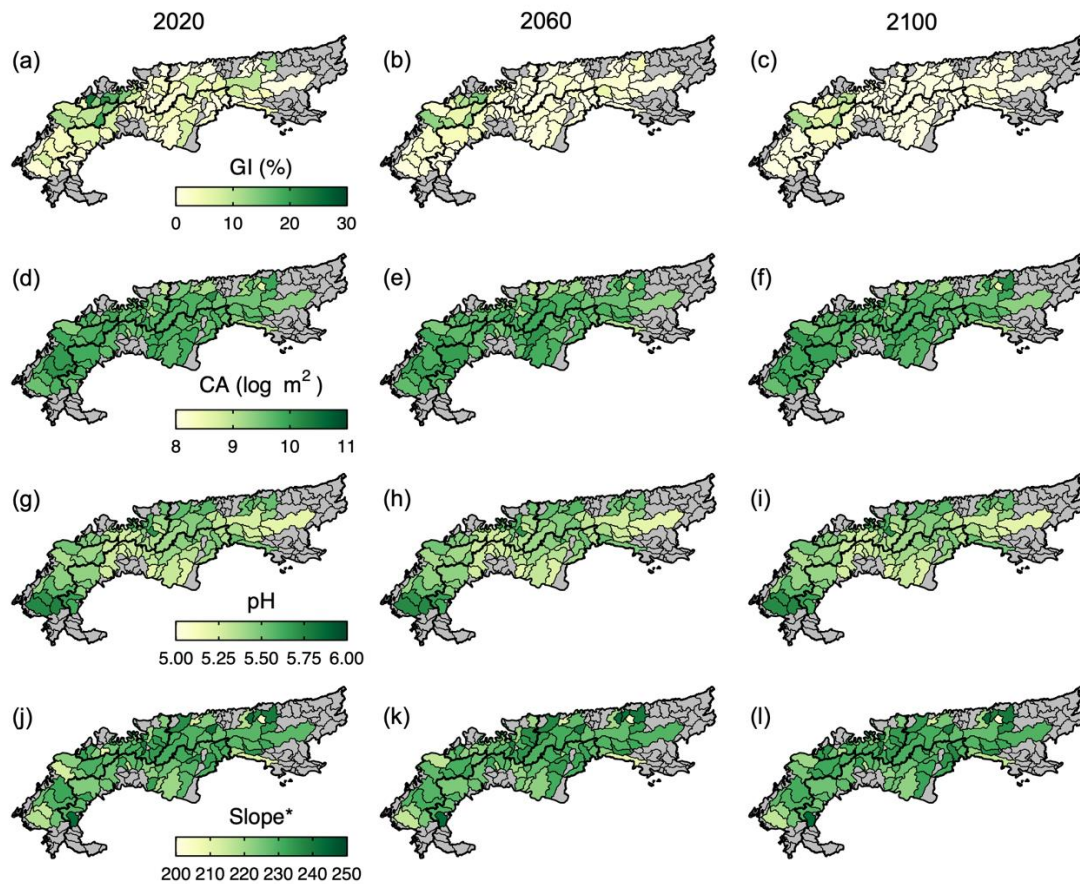 2020 2060 2100
(a) (b) (c)
GI (%)
0 10 20 30
(d) (e) (f)
CA (log m²)
8 9 10 11
(g) (h) (i)
pH
5.00 5.25 5.50 5.75 6.00
(j) (k) (l)
Slope*
200 210 220 230 240 250